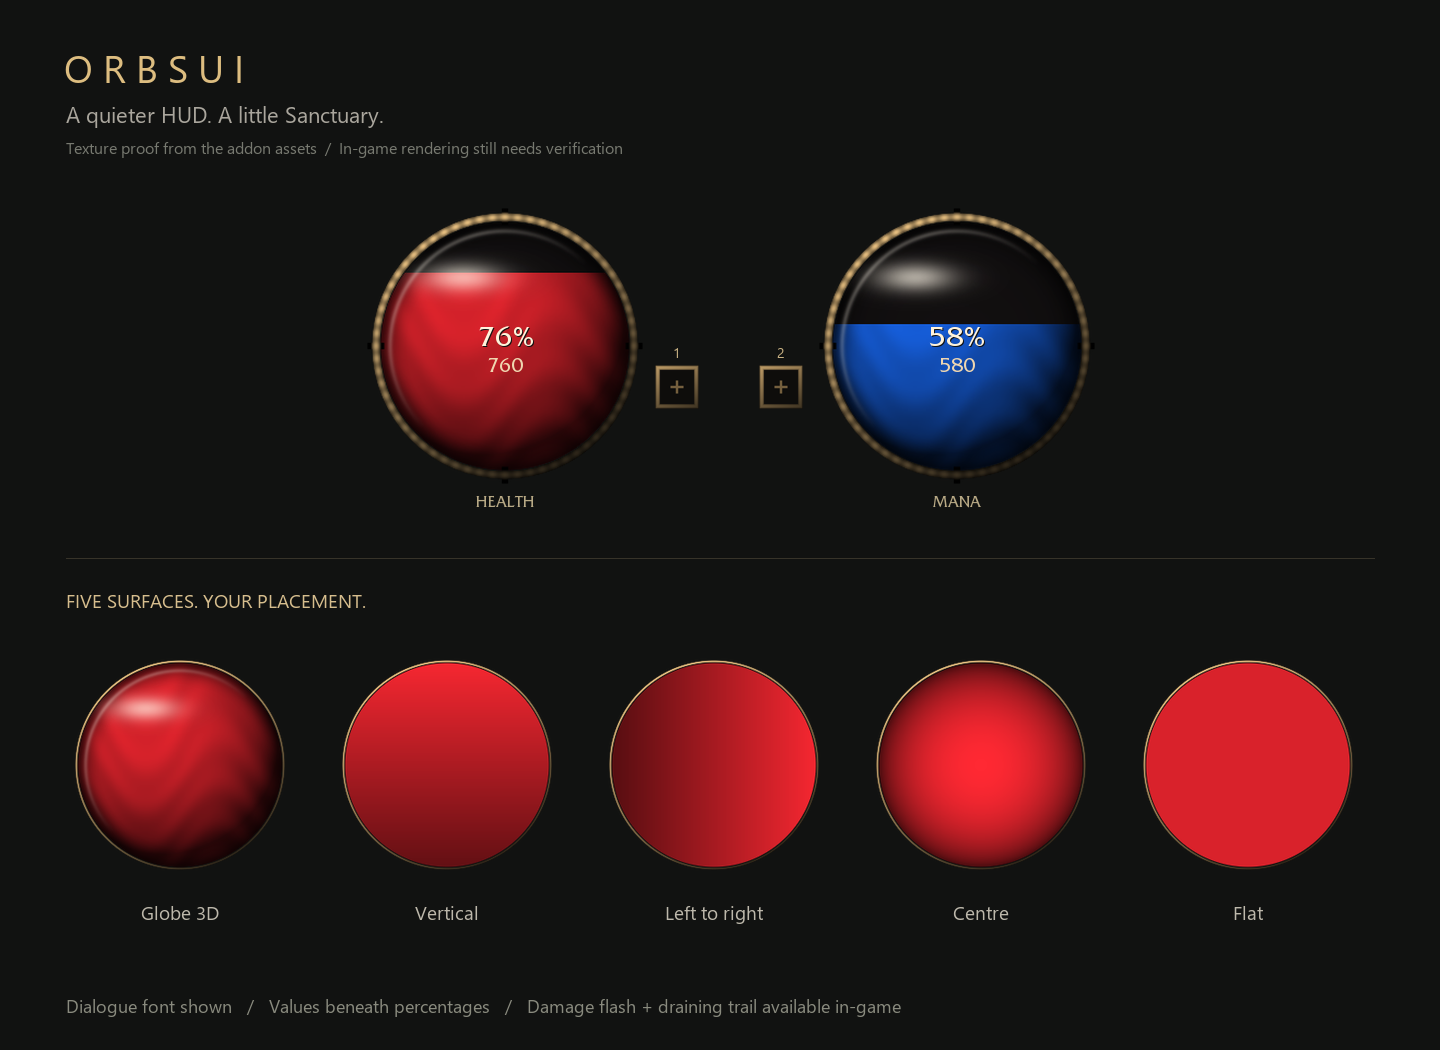 ORBSUI
A quieter HUD. A little Sanctuary.
Texture proof from the addon assets / In-game rendering still needs verification
76%
760
1
2
58%
580
HEALTH
MANA
FIVE SURFACES. YOUR PLACEMENT.
Globe 3D
Vertical
Left to right
Centre
Flat
Dialogue font shown / Values beneath percentages / Damage flash + draining trail available in-game